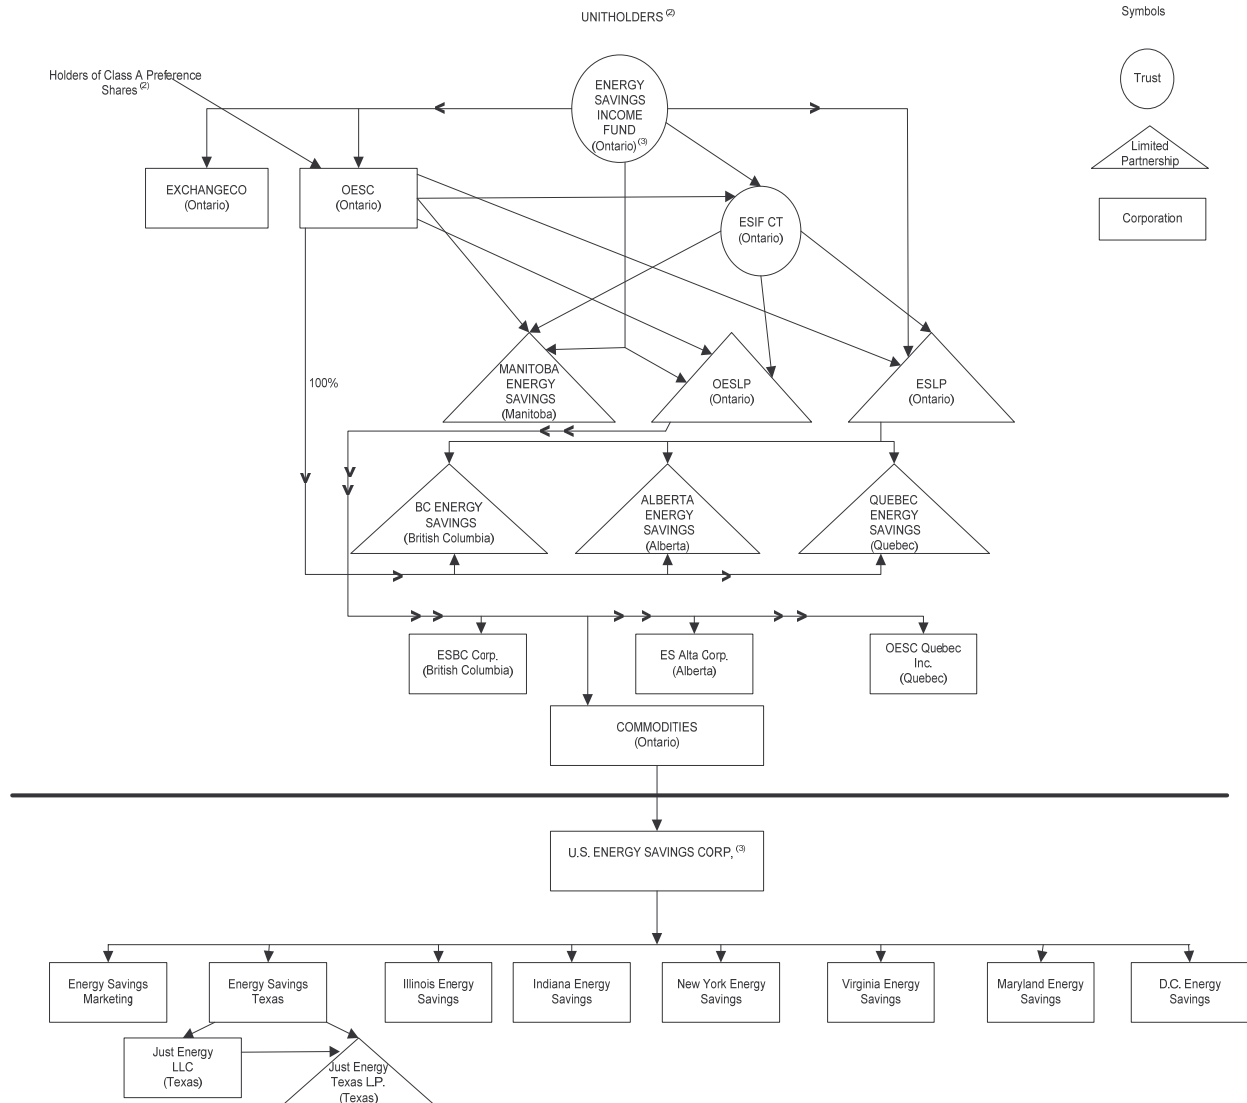 UNITHOLDERS (2)
Symbols
Holders of Class A Preference
Shares (2)
ENERGY
SAVINGS
INCOME
FUND
(Ontario) (3)
Trust
Limited
Partnership
Corporation
EXCHANGECO
(Ontario)
OESC
(Ontario)
ESIF CT
(Ontario)
100%
MANITOBA
ENERGY
SAVINGS
(Manitoba)
OESLP
(Ontario)
ESLP
(Ontario)
BC ENERGY
SAVINGS
(British Columbia)
ALBERTA
ENERGY
SAVINGS
(Alberta)
QUEBEC
ENERGY
SAVINGS
(Quebec)
ESBC Corp.
(British Columbia)
ES Alta Corp.
(Alberta)
OESC Quebec
Inc.
(Quebec)
COMMODITIES
(Ontario)
U.S. ENERGY SAVINGS CORP, (3)
Energy Savings
Marketing
Energy Savings
Texas
Illinois Energy
Savings
Indiana Energy
Savings
New York Energy
Savings
Virginia Energy
Savings
Maryland Energy
Savings
D.C. Energy
Savings
Just Energy
LLC
(Texas)
Just Energy
Texas L.P.
(Texas)